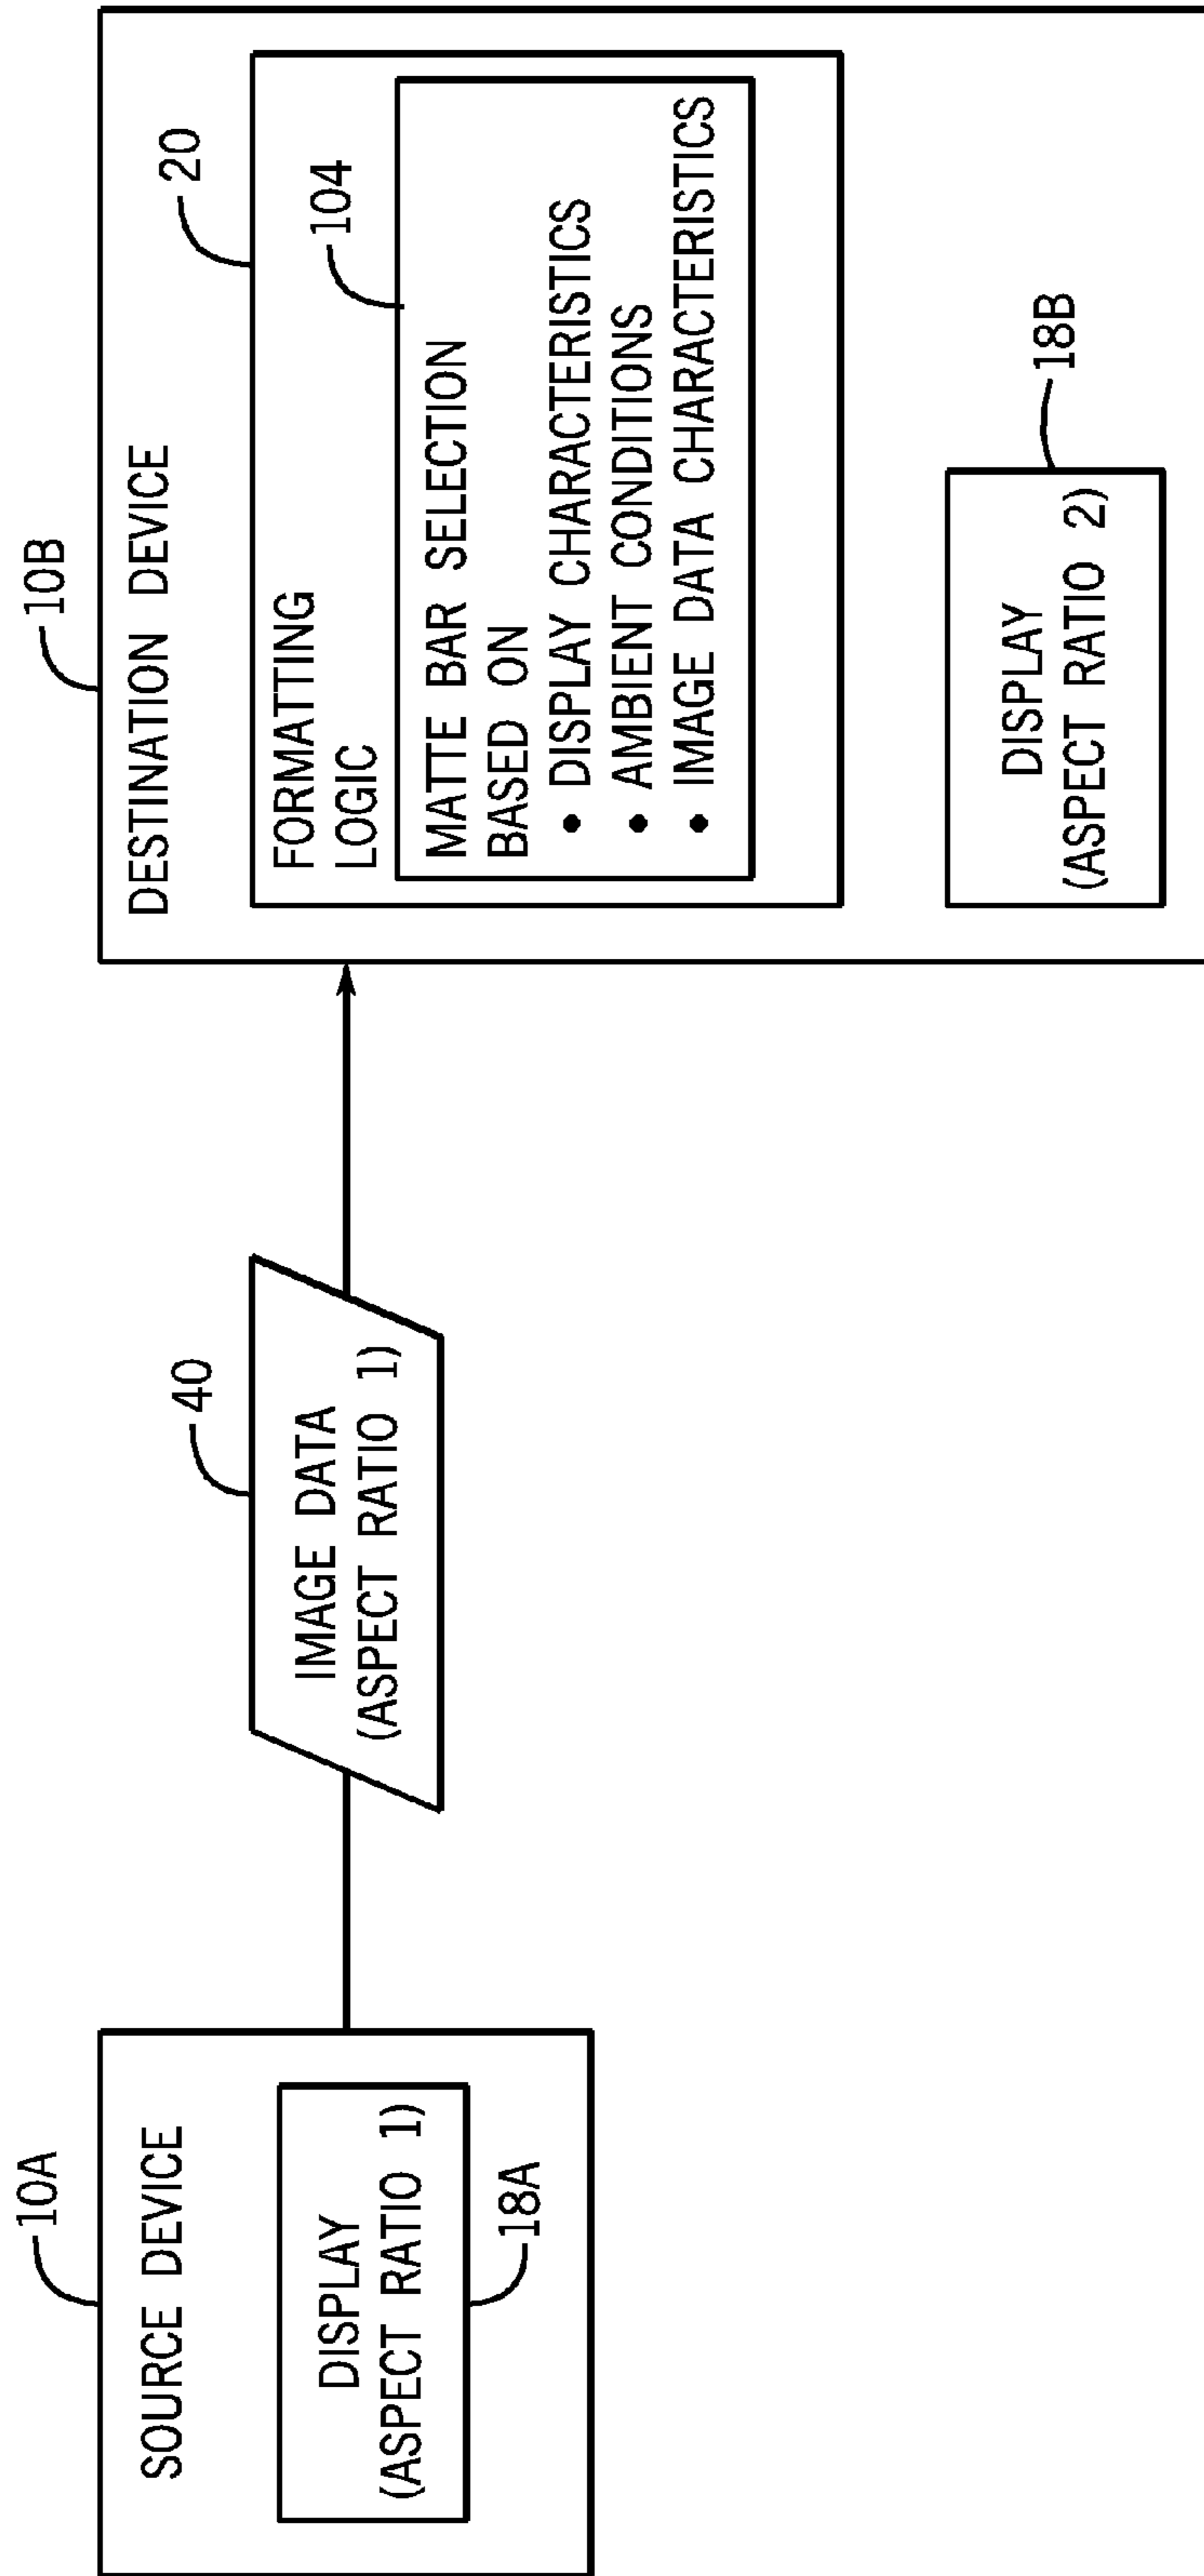 10A
SOURCE DEVICE
DISPLAY
(ASPECT RATIO 1)
18A
40
IMAGE DATA
(ASPECT RATIO 1)
10B
DESTINATION DEVICE
20
FORMATTING
LOGIC
104
MATTE BAR SELECTION
BASED ON
• DISPLAY CHARACTERISTICS
• AMBIENT CONDITIONS
• IMAGE DATA CHARACTERISTICS
DISPLAY
(ASPECT RATIO 2)
18B